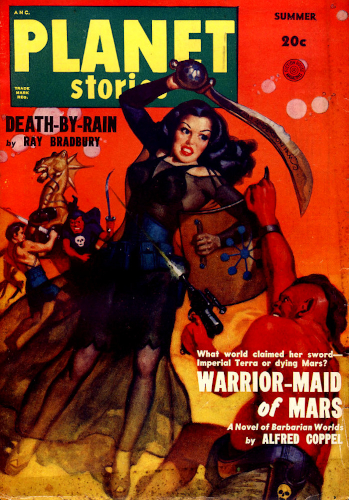 A N C.
SUMMER
PLANET
20c
stories
TRADE
MARK
REG.
DEATH-BY-RAIN
by RAY BRADBURY
What world claimed her sword—
Imperial Terra or dying Mars?
WARRIOR-MAID
of MARS
A Novel of Barbarian Worlds
by ALFRED COPPEL